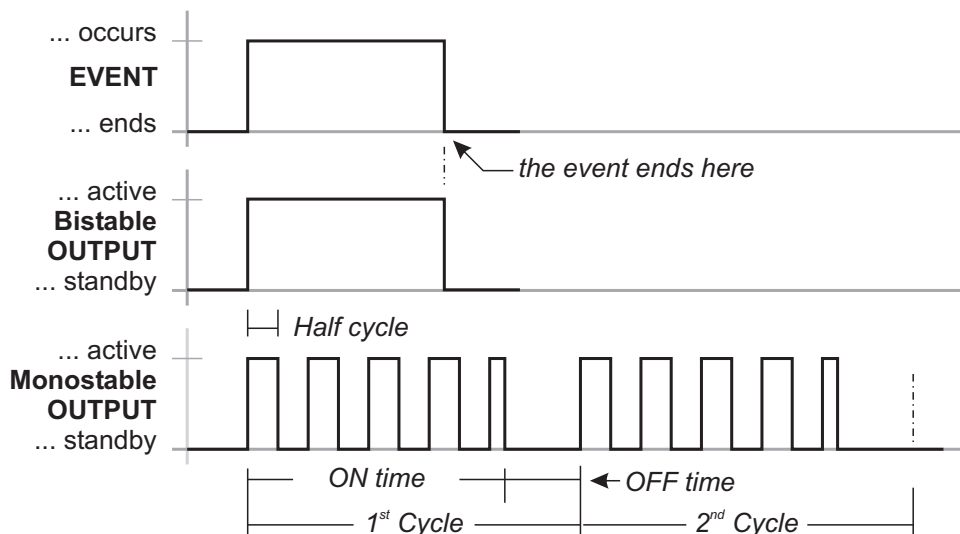 ... occurs
EVENT
... ends
the event ends here
... active
Bistable
OUTPUT
... standby
Half cycle
... active
Monostable
OUTPUT
... standby
ON time
OFF time
1st Cycle
2nd Cycle